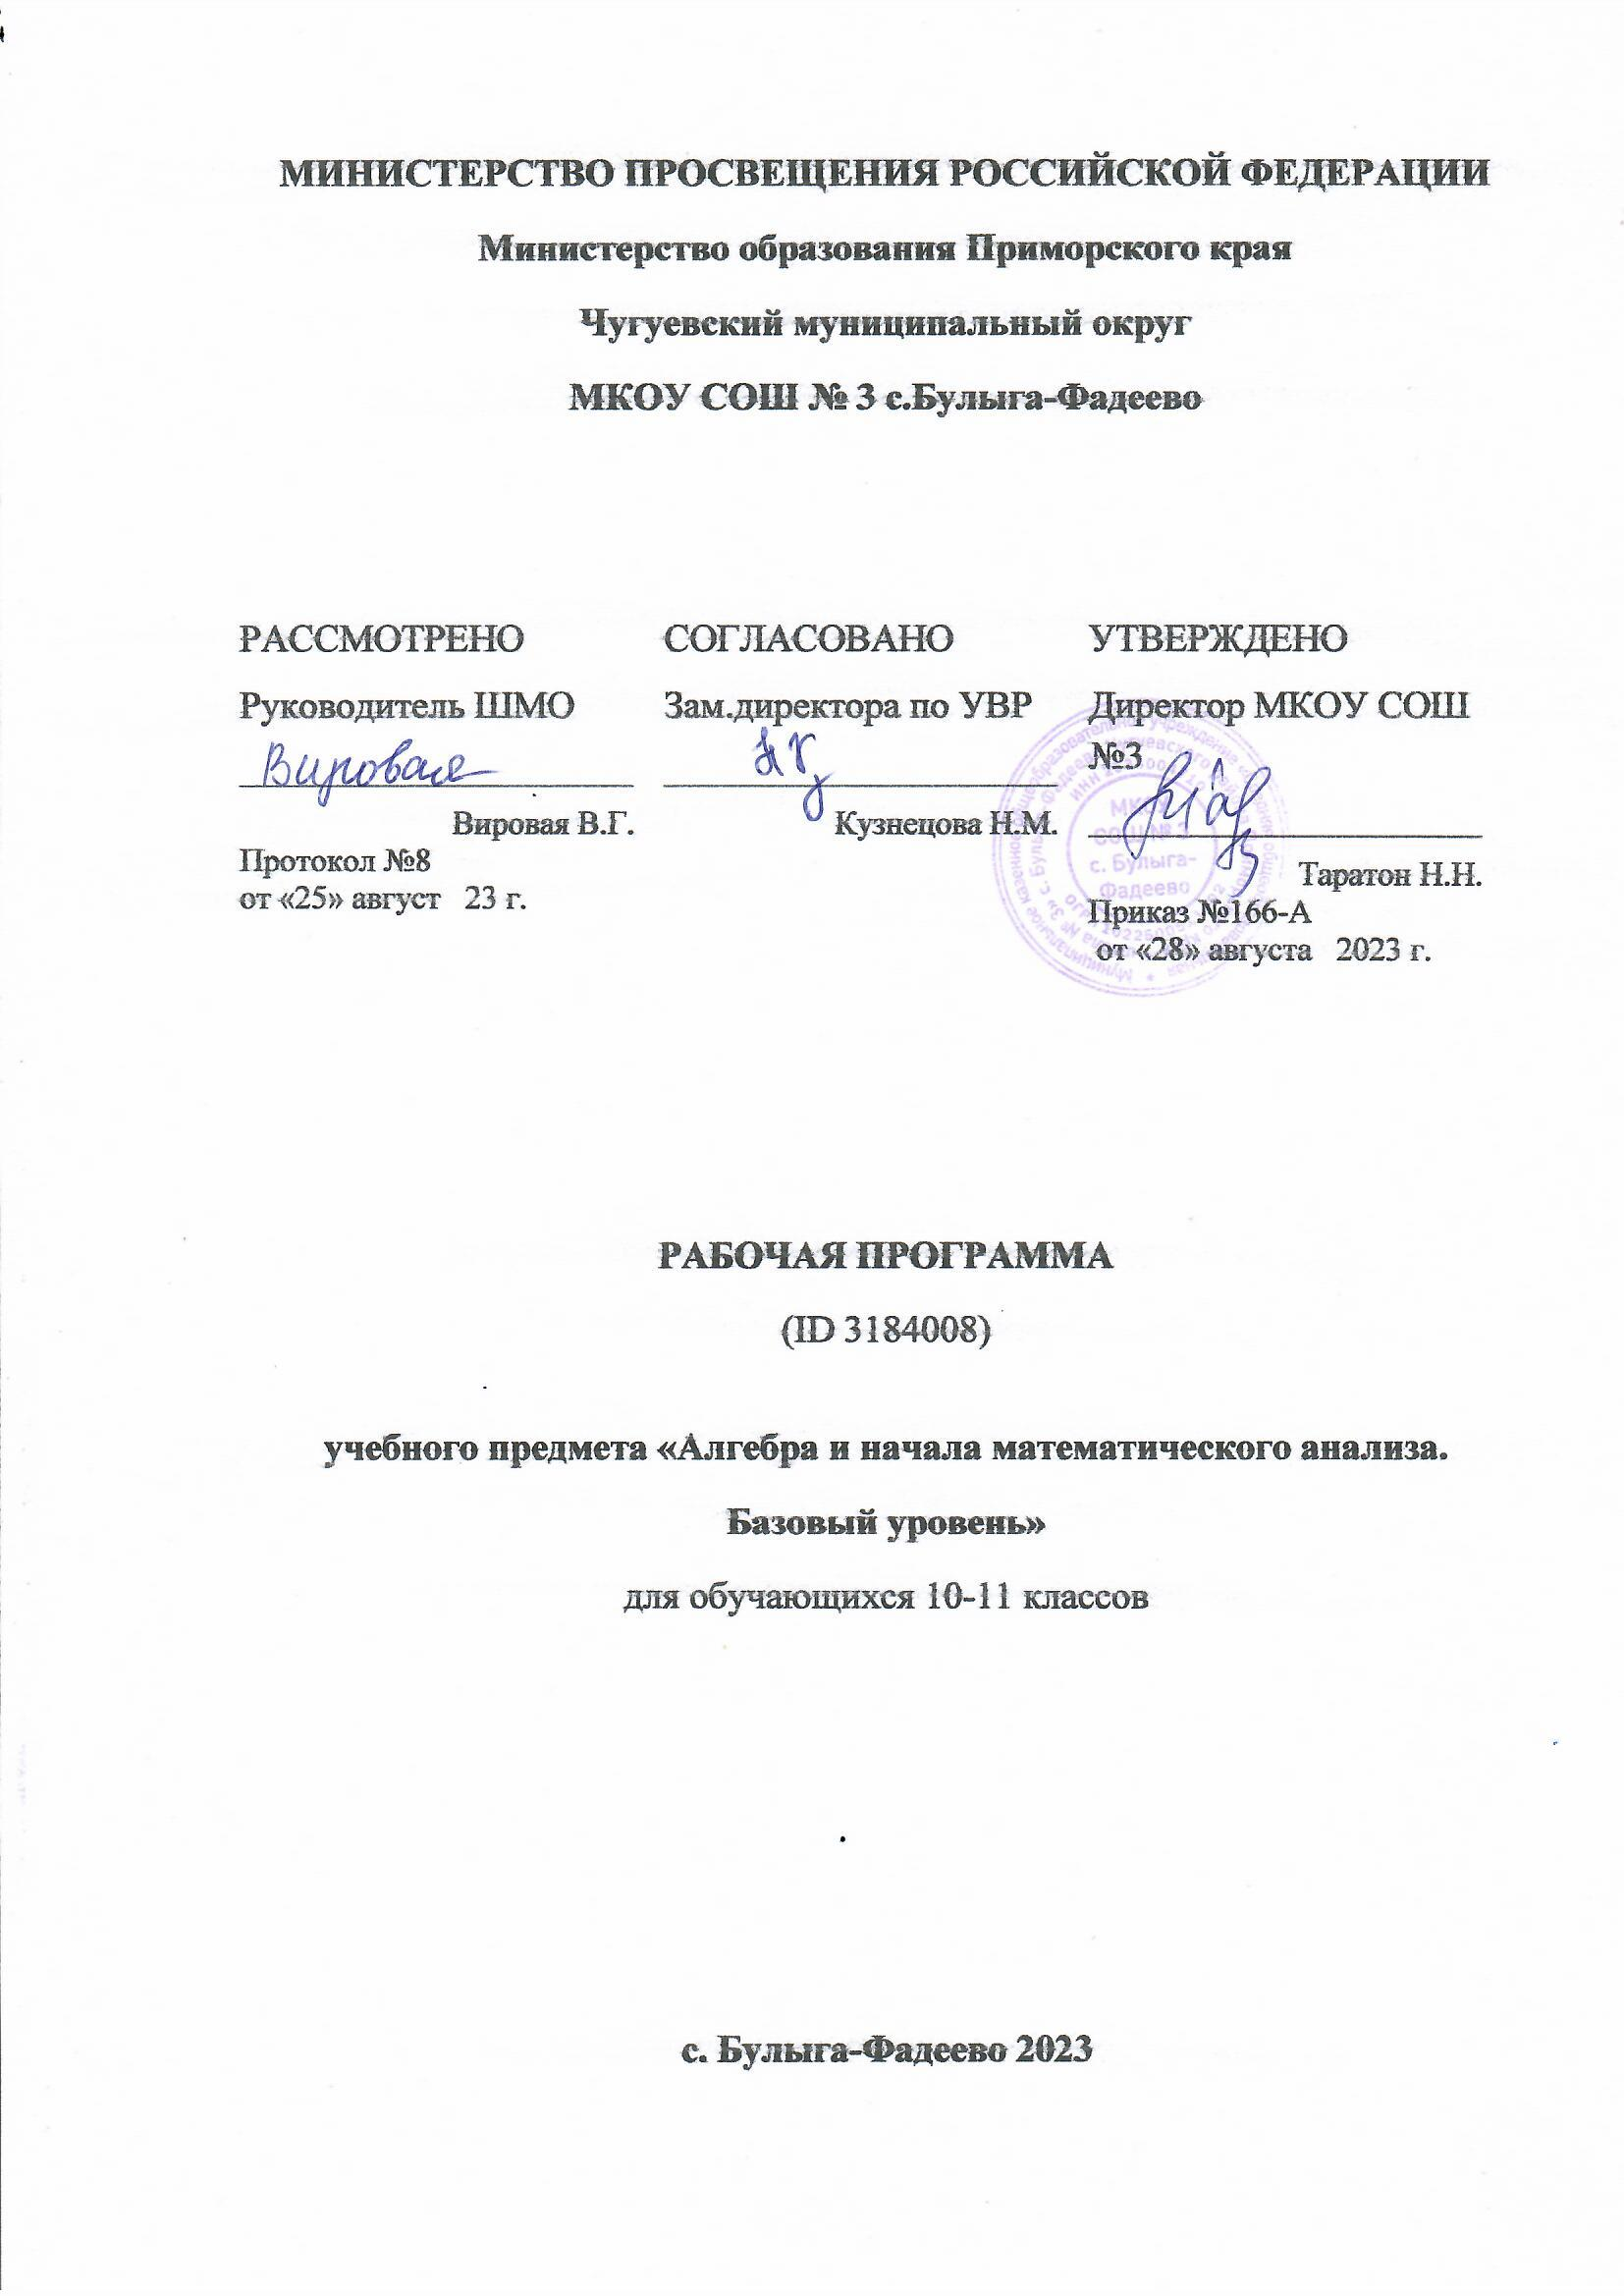 МИНИСТЕРСТВО ПРОСВЕЩЕНИЯ РОССИЙСКОЙ ФЕДЕРАЦИИ
Министерство образования Приморского края
Чугуевский муниципальный округ
МКОУ СОШ № 3 с.Булыга-Фадеево
РАССМОТРЕНО
Руководитель ШМО
Вировая
Вировая В.Г.
Протокол №8
от «25» август 23 г.
СОГЛАСОВАНО
Зам.директора по УВР
Кузнецова Н.М.
УТВЕРЖДЕНО
Директор МКОУ СОШ
№3
Таратон Н.Н.
Приказ №166-А
от «28» августа 2023 г.
с. Булыга-
Фадеево
РАБОЧАЯ ПРОГРАММА
(ID 3184008)
учебного предмета «Алгебра и начала математического анализа.
Базовый уровень»
для обучающихся 10-11 классов
с. Булыга-Фадеево 2023